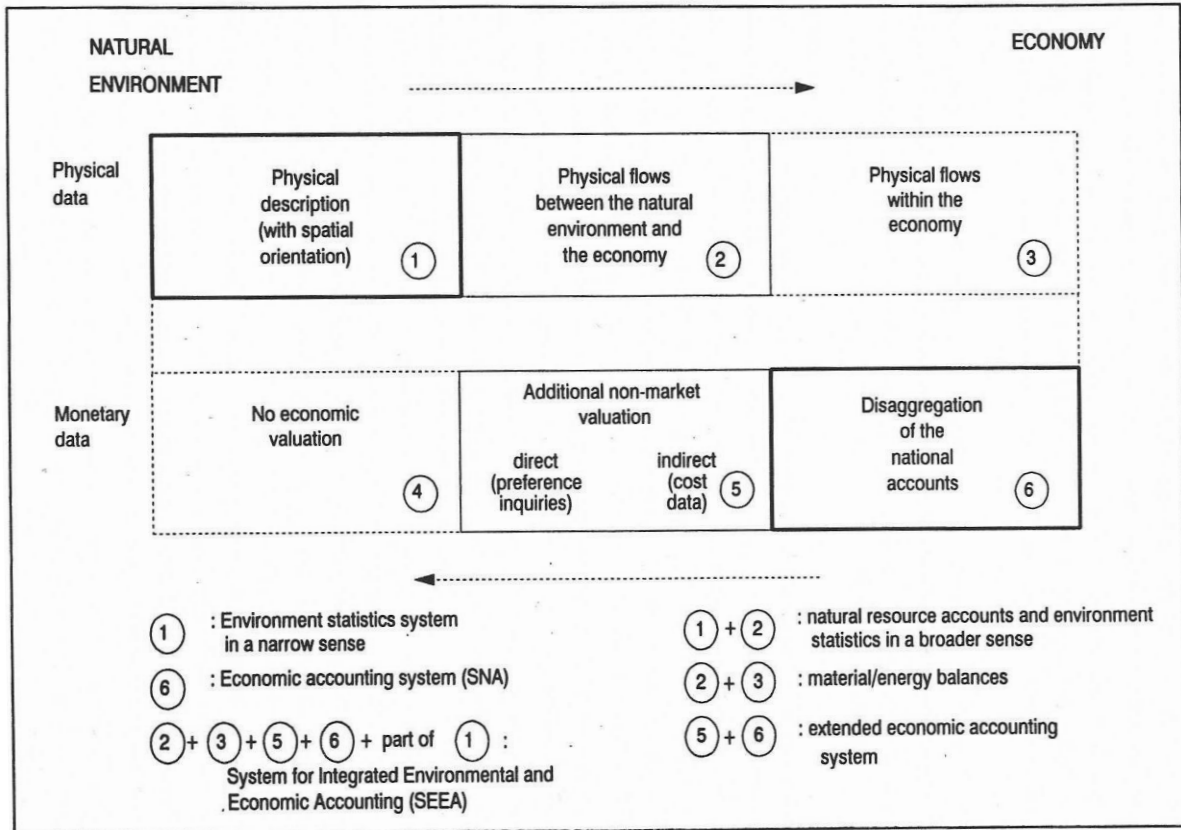 NATURAL
ENVIRONMENT
ECONOMY
Physical
data
Physical
description
(with spatial
orientation)
1
Physical flows
between the natural
environment and
the economy
2
Physical flows
within the
economy
3
Monetary
data
No economic
valuation
4
Additional non-market
valuation
direct
(preference
inquiries)
indirect
(cost
data)
5
Disaggregation
of the
national
accounts
6
1 : Environment statistics system
in a narrow sense
6 : Economic accounting system (SNA)
2 + 3 + 5 + 6 + part of 1 :
System for Integrated Environmental and
Economic Accounting (SEEA)
1 + 2 : natural resource accounts and environment
statistics in a broader sense
2 + 3 : material/energy balances
5 + 6 : extended economic accounting
system